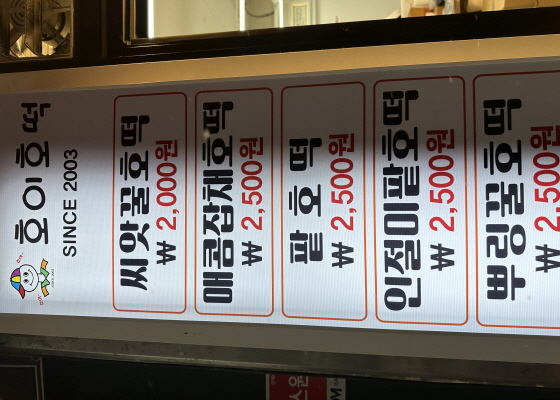 호이호떡
SINCE 2003
씨앗꿀호떡
₩ 2,000원
매콤잡채호떡
₩ 2,500원
팥호떡
₩ 2,500원
인절미팥호떡
₩ 2,500원
뿌링꿀호떡
₩ 2,500원